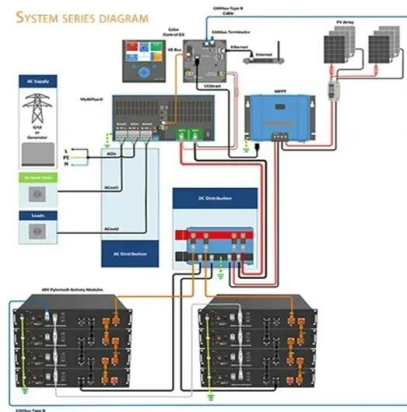 SYSTEM SERIES DIAGRAM
CANbus Type B
Cable
PV Array
Color
Control GX
CANbus Terminator
VE Bus
Ethernet
Internet
AC Supply
MultiPlus-II
VE.Direct
MPPT
Grid
or
Generator
L
PE
N
ACin
ACout1
DC Distribution
Loads
ACout2
AC Distribution
48V Pylontech Battery Modules
CANbus Type B